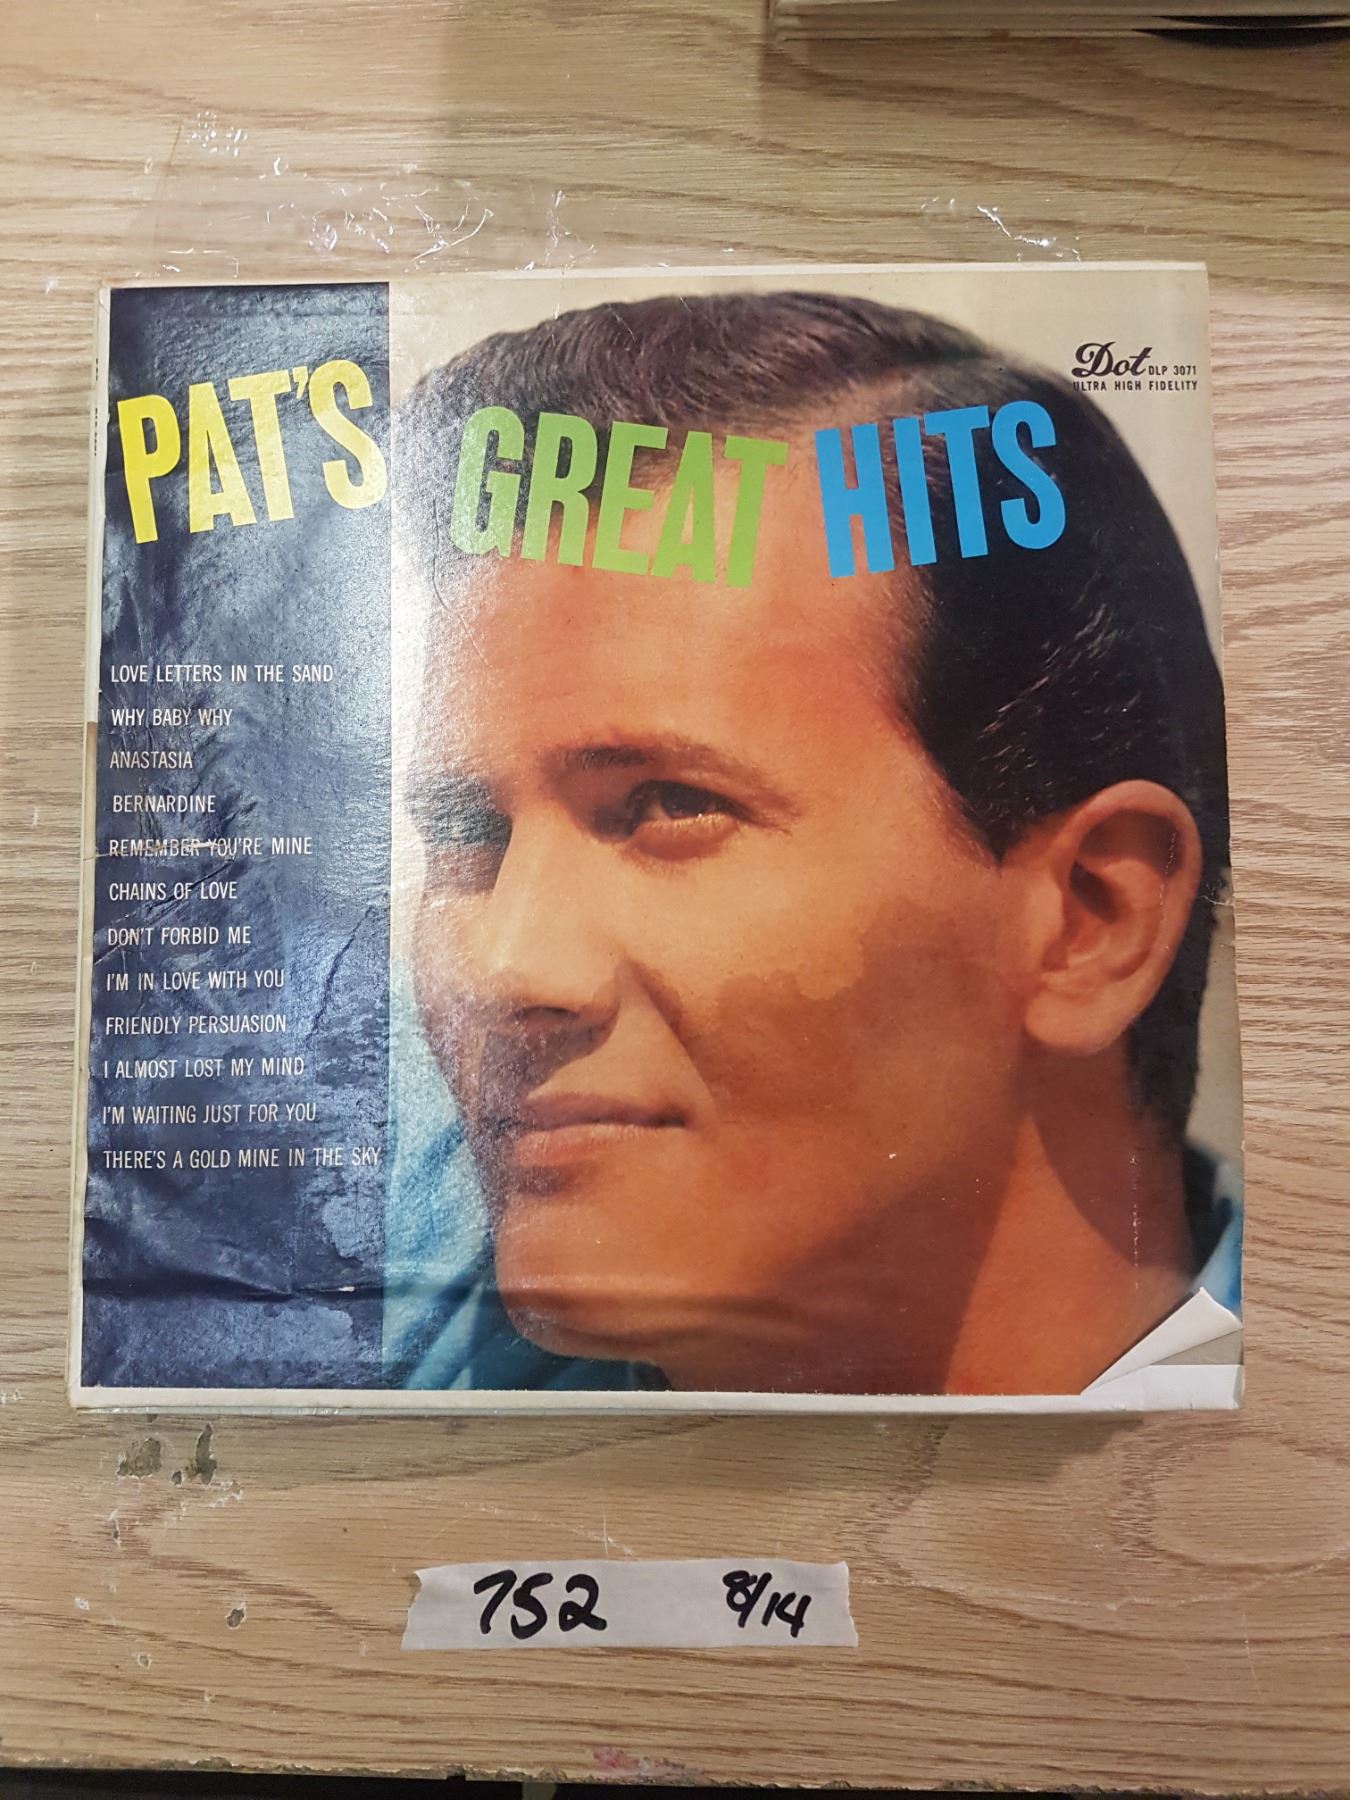 PAT'S GREAT HITS
Dot DLP 3071
ULTRA HIGH FIDELITY
LOVE LETTERS IN THE SAND
WHY BABY WHY
ANASTASIA
BERNARDINE
REMEMBER YOU'RE MINE
CHAINS OF LOVE
DON'T FORBID ME
I'M IN LOVE WITH YOU
FRIENDLY PERSUASION
I ALMOST LOST MY MIND
I'M WAITING JUST FOR YOU
THERE'S A GOLD MINE IN THE SKY
752 8/14